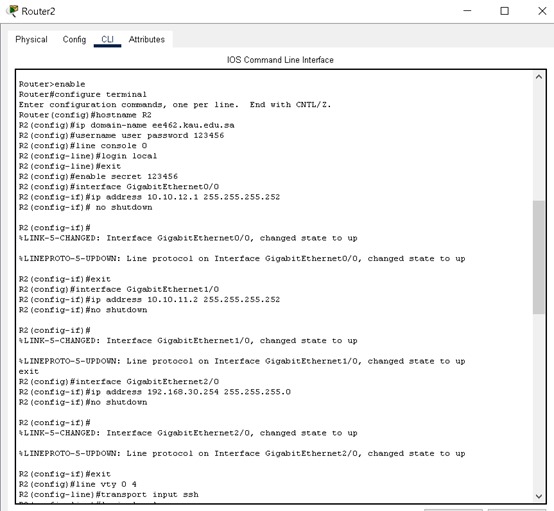 Router2
Physical Config CLI Attributes
IOS Command Line Interface
Router>enable
Router#configure terminal
Enter configuration commands, one per line.  End with CNTL/Z.
Router(config)#hostname R2
R2(config)#ip domain-name ee462.kau.edu.sa
R2(config)#username user password 123456
R2(config)#line console 0
R2(config-line)#login local
R2(config-line)#exit
R2(config)#enable secret 123456
R2(config)#interface GigabitEthernet0/0
R2(config-if)#ip address 10.10.12.1 255.255.255.252
R2(config-if)# no shutdown
R2(config-if)#
%LINK-5-CHANGED: Interface GigabitEthernet0/0, changed state to up
%LINEPROTO-5-UPDOWN: Line protocol on Interface GigabitEthernet0/0, changed state to up
R2(config-if)#exit
R2(config)#interface GigabitEthernet1/0
R2(config-if)#ip address 10.10.11.2 255.255.255.252
R2(config-if)#no shutdown
R2(config-if)#
%LINK-5-CHANGED: Interface GigabitEthernet1/0, changed state to up
%LINEPROTO-5-UPDOWN: Line protocol on Interface GigabitEthernet1/0, changed state to up
exit
R2(config)#interface GigabitEthernet2/0
R2(config-if)#ip address 192.168.30.254 255.255.255.0
R2(config-if)#no shutdown
R2(config-if)#
%LINK-5-CHANGED: Interface GigabitEthernet2/0, changed state to up
%LINEPROTO-5-UPDOWN: Line protocol on Interface GigabitEthernet2/0, changed state to up
R2(config-if)#exit
R2(config)#line vty 0 4
R2(config-line)#transport input ssh